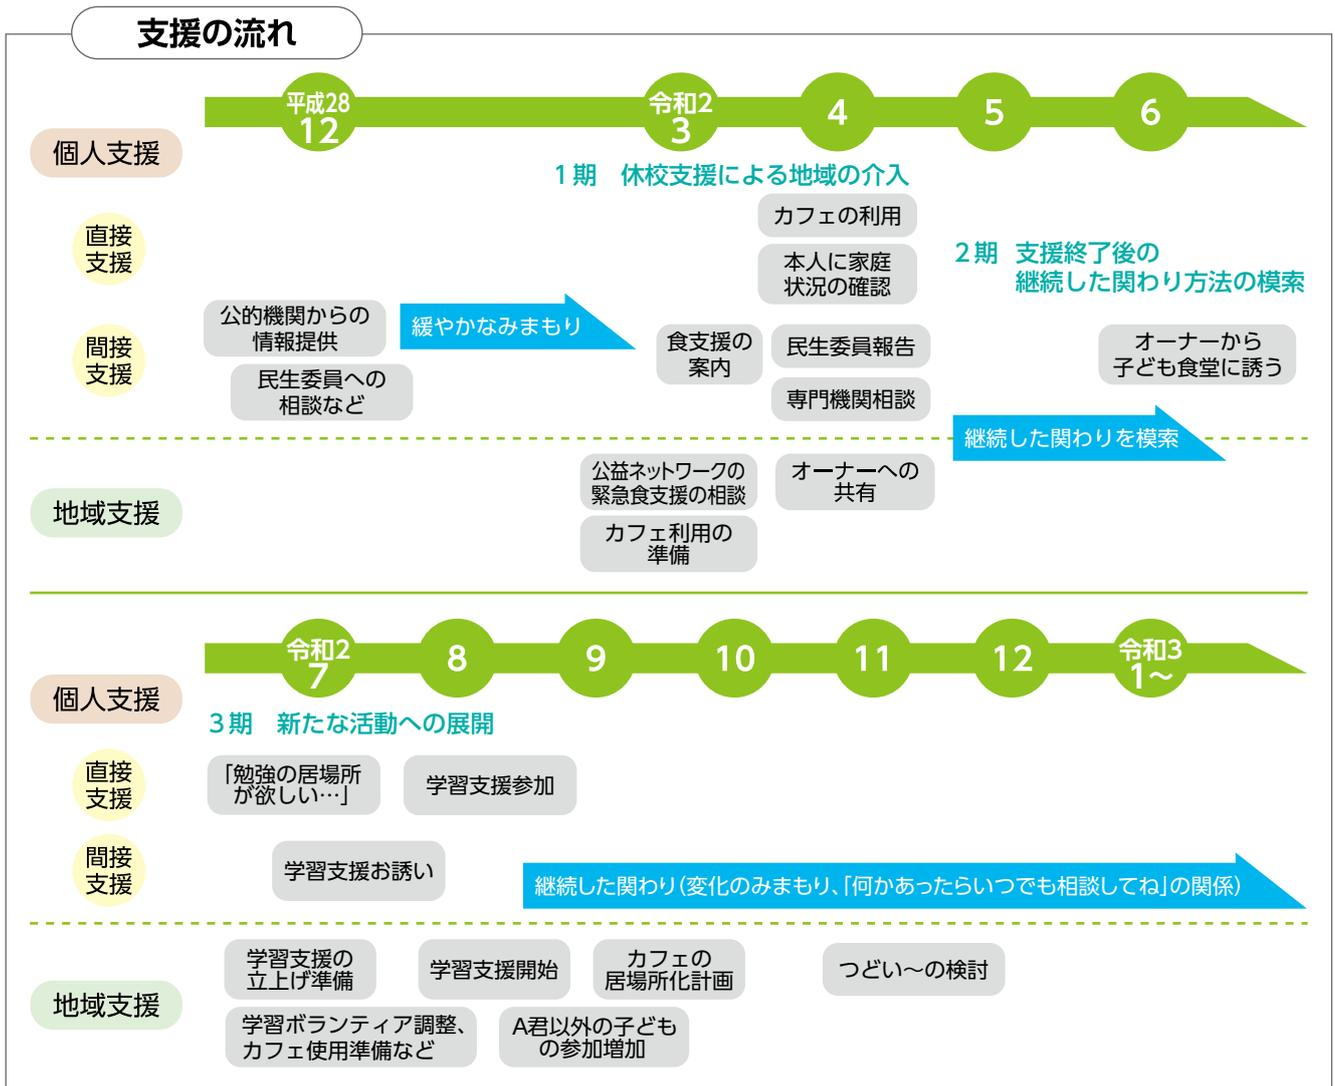 支援の流れ
平成28
12
令和2
3
4
5
6
個人支援
1期　休校支援による地域の介入
直接
支援
カフェの利用
本人に家庭
状況の確認
2期　支援終了後の
継続した関わり方法の模索
間接
支援
公的機関からの
情報提供
民生委員への
相談など
緩やかなみまもり
食支援の
案内
民生委員報告
専門機関相談
オーナーから
子ども食堂に誘う
継続した関わりを模索
地域支援
公益ネットワークの
緊急食支援の相談
カフェ利用の
準備
オーナーへの
共有
令和2
7
8
9
10
11
12
令和3
1～
個人支援
3期　新たな活動への展開
直接
支援
「勉強の居場所
が欲しい…」
学習支援参加
間接
支援
学習支援お誘い
継続した関わり（変化のみまもり、「何かあったらいつでも相談してね」の関係）
地域支援
学習支援の
立上げ準備
学習支援開始
カフェの
居場所化計画
つどい～の検討
学習ボランティア調整、
カフェ使用準備など
A君以外の子ども
の参加増加